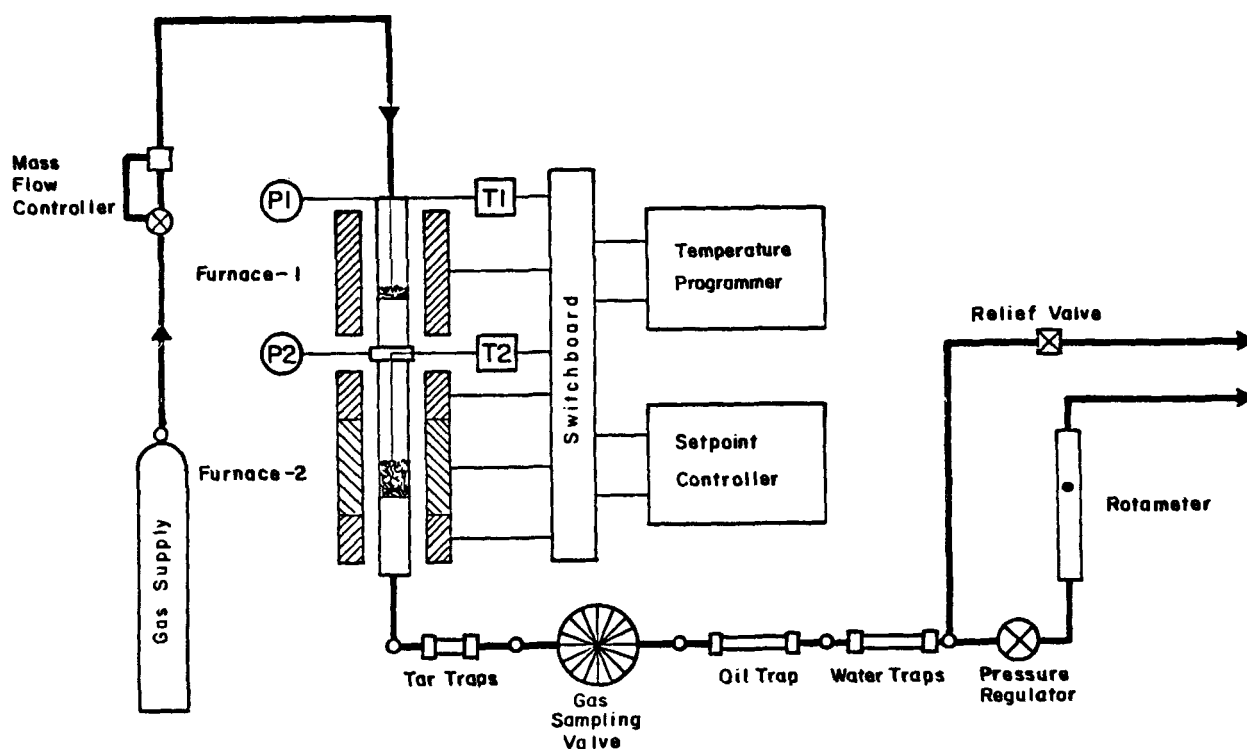 Mass
Flow
Controller
P1
T1
Furnace-1
Temperature
Programmer
Relief Valve
P2
T2
Switchboard
Setpoint
Controller
Furnace-2
Rotameter
Gas Supply
Tar Traps
Gas
Sampling
Valve
Oil Trap
Water Traps
Pressure
Regulator